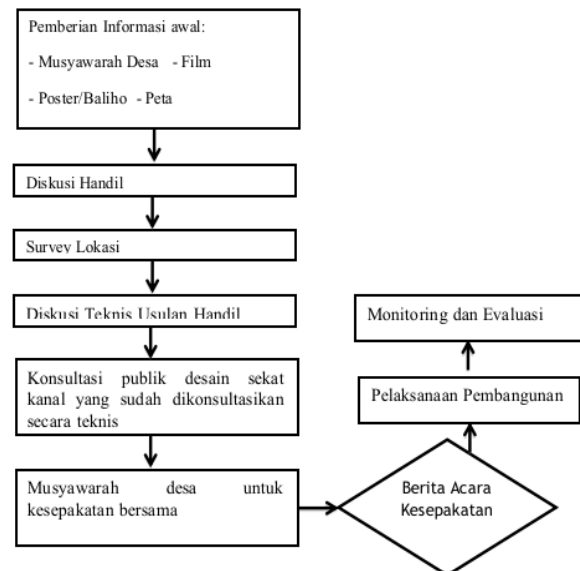 Pemberian Informasi awal:
- Musyawarah Desa - Film
- Poster/Baliho - Peta
Diskusi Handil
Survey Lokasi
Diskusi Teknis Usulan Handil
Konsultasi publik desain sekat
kanal yang sudah dikonsultasikan
secara teknis
Musyawarah desa untuk
kesepakatan bersama
Berita Acara
Kesepakatan
Pelaksanaan Pembangunan
Monitoring dan Evaluasi